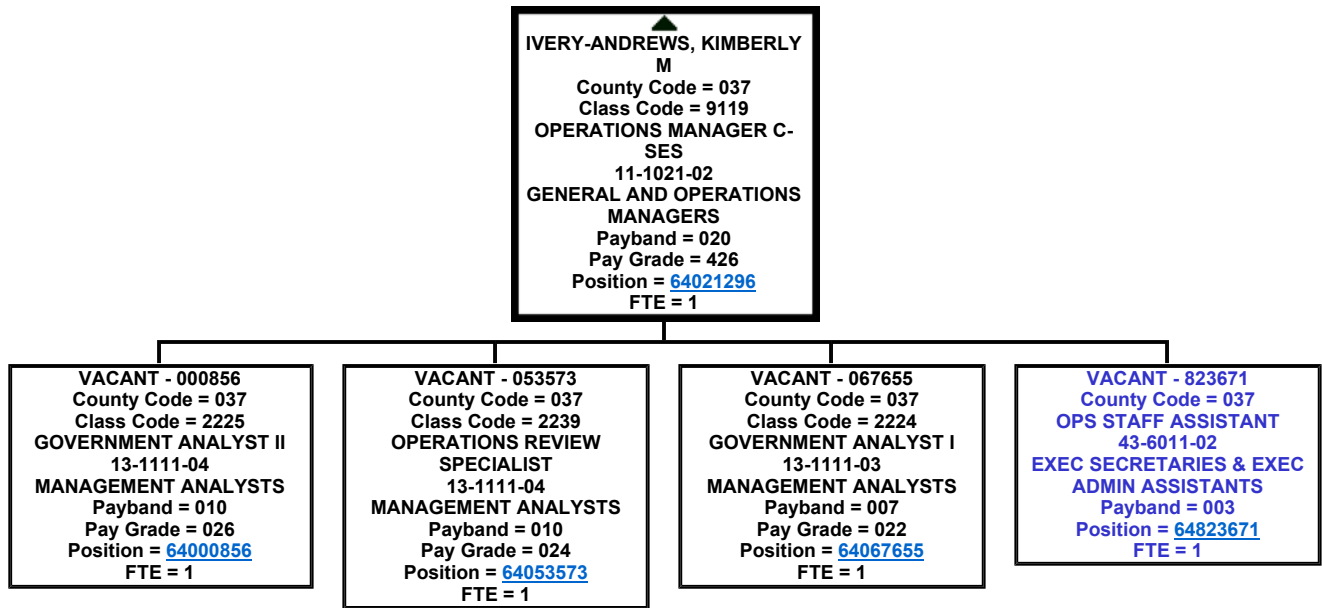 IVERY-ANDREWS, KIMBERLY
M
County Code = 037
Class Code = 9119
OPERATIONS MANAGER C-
SES
11-1021-02
GENERAL AND OPERATIONS
MANAGERS
Payband = 020
Pay Grade = 426
Position = 64021296
FTE = 1
VACANT - 000856
County Code = 037
Class Code = 2225
GOVERNMENT ANALYST II
13-1111-04
MANAGEMENT ANALYSTS
Payband = 010
Pay Grade = 026
Position = 64000856
FTE = 1
VACANT - 053573
County Code = 037
Class Code = 2239
OPERATIONS REVIEW
SPECIALIST
13-1111-04
MANAGEMENT ANALYSTS
Payband = 010
Pay Grade = 024
Position = 64053573
FTE = 1
VACANT - 067655
County Code = 037
Class Code = 2224
GOVERNMENT ANALYST I
13-1111-03
MANAGEMENT ANALYSTS
Payband = 007
Pay Grade = 022
Position = 64067655
FTE = 1
VACANT - 823671
County Code = 037
OPS STAFF ASSISTANT
43-6011-02
EXEC SECRETARIES & EXEC
ADMIN ASSISTANTS
Payband = 003
Position = 64823671
FTE = 1